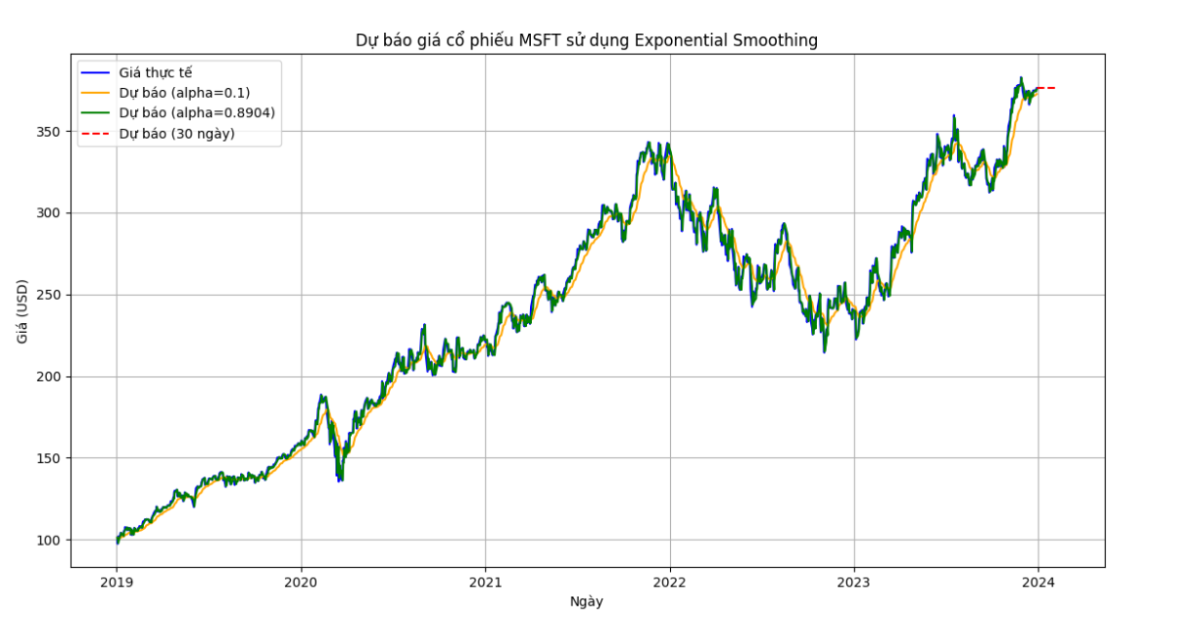 Dự báo giá cổ phiếu MSFT sử dụng Exponential Smoothing
Giá thực tế
Dự báo (alpha=0.1)
Dự báo (alpha=0.8904)
Dự báo (30 ngày)
350
300
250
200
150
100
Giá (USD)
2019 2020 2021 2022 2023 2024
Ngày